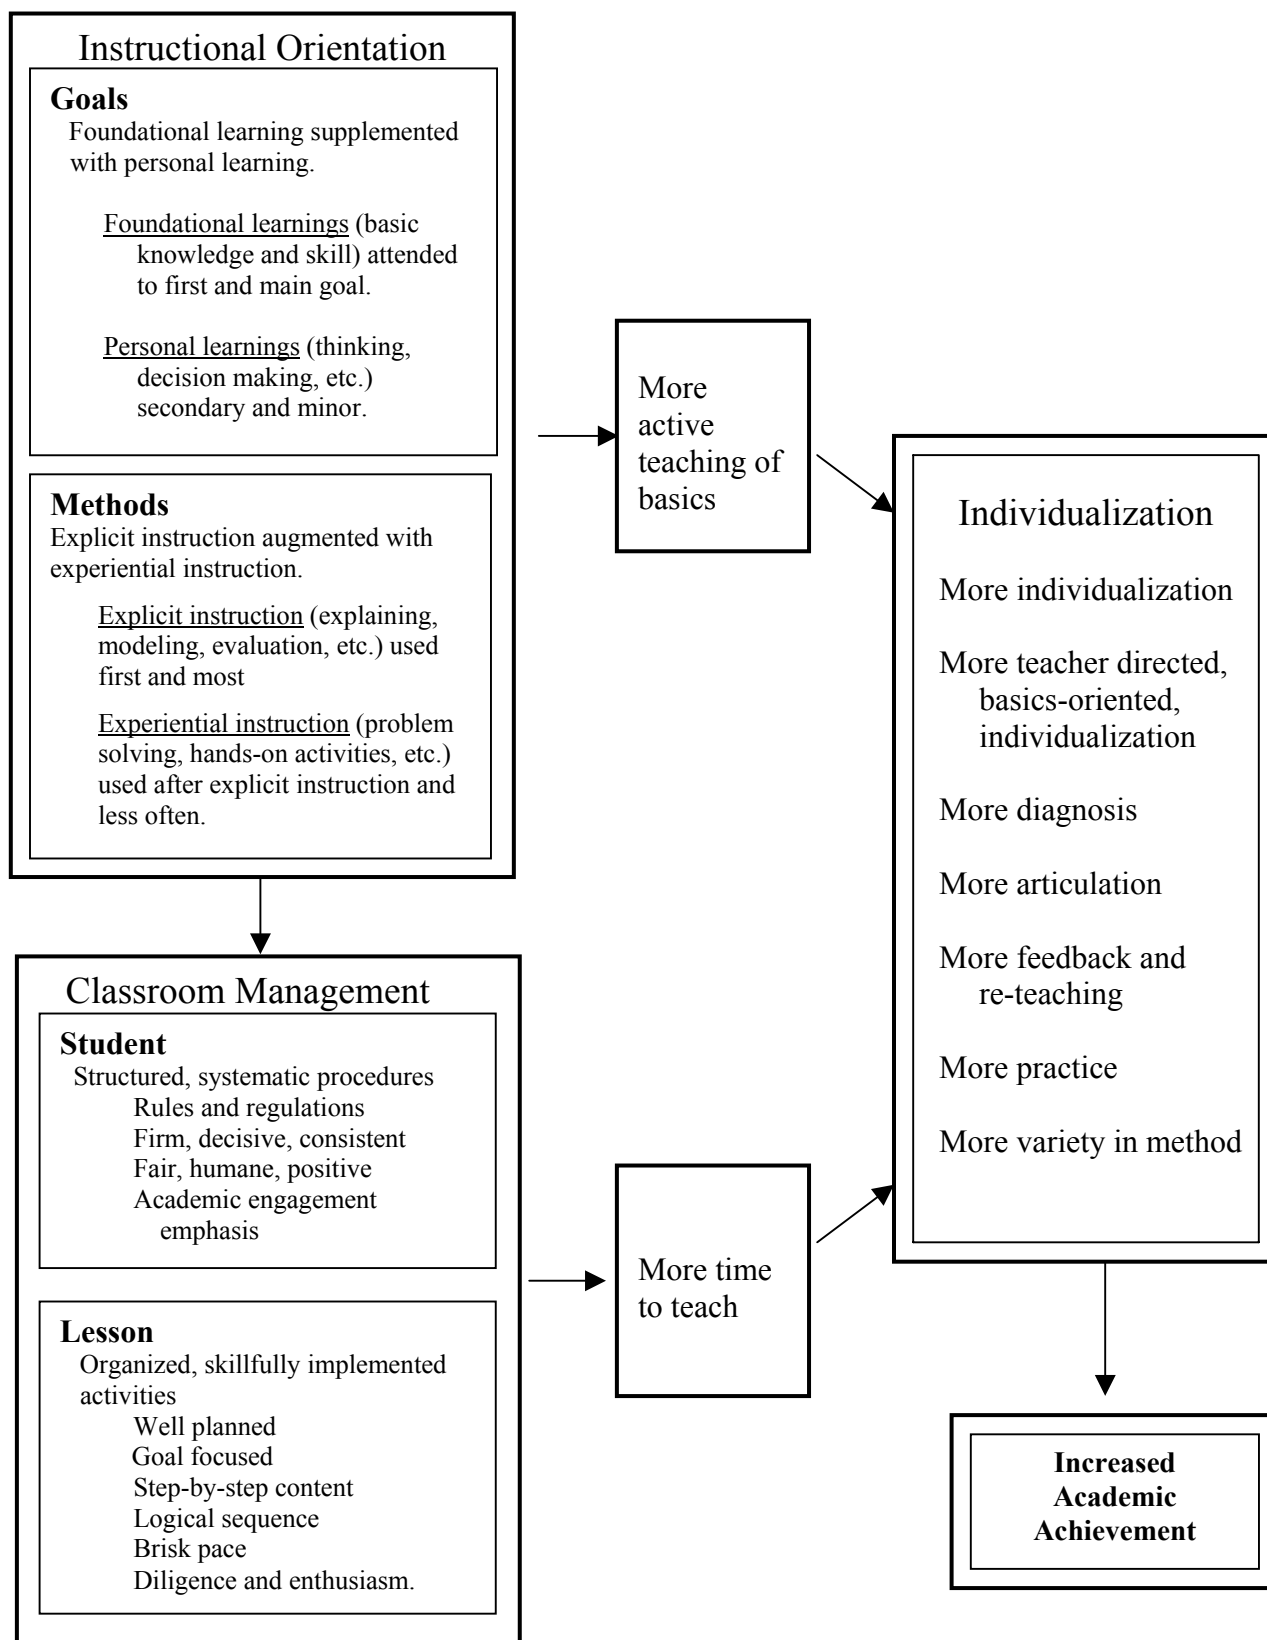 Instructional Orientation
Goals
Foundational learning supplemented
with personal learning.
Foundational learnings (basic
knowledge and skill) attended
to first and main goal.
Personal learnings (thinking,
decision making, etc.)
secondary and minor.
Methods
Explicit instruction augmented with
experiential instruction.
Explicit instruction (explaining,
modeling, evaluation, etc.) used
first and most
Experiential instruction (problem
solving, hands-on activities, etc.)
used after explicit instruction and
less often.
Classroom Management
Student
Structured, systematic procedures
Rules and regulations
Firm, decisive, consistent
Fair, humane, positive
Academic engagement
emphasis
Lesson
Organized, skillfully implemented
activities
Well planned
Goal focused
Step-by-step content
Logical sequence
Brisk pace
Diligence and enthusiasm.
More
active
teaching of
basics
More time
to teach
Individualization
More individualization
More teacher directed,
basics-oriented,
individualization
More diagnosis
More articulation
More feedback and
re-teaching
More practice
More variety in method
Increased
Academic
Achievement